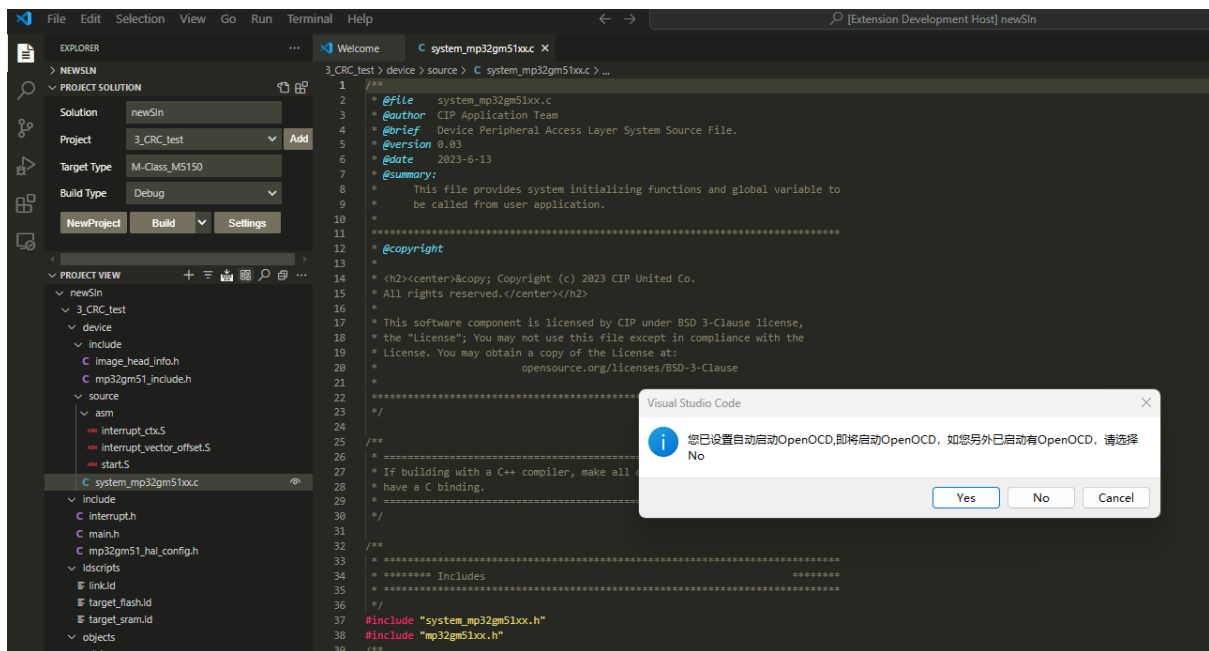 File Edit Selection View Go Run Terminal Help
[Extension Development Host] newSln
EXPLORER
NEWSLN
PROJECT SOLUTION
Solution newSln
Project 3_CRC_test Add
Target Type M-Class_M5150
Build Type Debug
NewProject Build Settings
PROJECT VIEW
newSln
3_CRC_test
device
include
C image_head_info.h
C mp32gm51_include.h
source
asm
interrupt_ctx.S
interrupt_vector_offset.S
start.S
C system_mp32gm51xx.c
include
C interrupt.h
C main.h
C mp32gm51_hal_config.h
ldscripts
link.ld
target_flash.ld
target_sram.ld
objects
Welcome C system_mp32gm51xx.c
3_CRC_test > device > source > C system_mp32gm51xx.c > ...
1 /**
2 * @file system_mp32gm51xx.c
3 * @author CIP Application Team
4 * @brief Device Peripheral Access Layer System Source File.
5 * @version 0.03
6 * @date 2023-6-13
7 * @summary:
8 * This file provides system initializing functions and global variable to
9 * be called from user application.
10 *
11 ******************************************************************************
12 * @copyright
13 *
14 * <h2><center>&copy; Copyright (c) 2023 CIP United Co.
15 * All rights reserved.</center></h2>
16 *
17 * This software component is licensed by CIP under BSD 3-Clause license,
18 * the "License"; You may not use this file except in compliance with the
19 * License. You may obtain a copy of the License at:
20 * opensource.org/licenses/BSD-3-Clause
21 *
22 *********************************************
23 */
24
25 /**
26 * ===========================================
27 * If building with a C++ compiler, make all
28 * have a C binding.
29 * ===========================================
30 */
31
32 /**
33 * ****************************************************************************
34 * ******** Includes ********
35 * ****************************************************************************
36 */
37 #include "system_mp32gm51xx.h"
38 #include "mp32gm51xx.h"
39 /**
Visual Studio Code
您已设置自动启动OpenOCD,即将启动OpenOCD，如您另外已启动有OpenOCD，请选择
No
Yes No Cancel